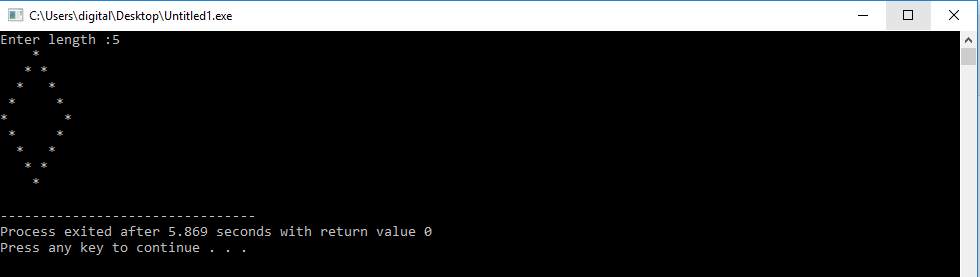 C:\Users\digital\Desktop\Untitled1.exe
Enter length :5
    *
   * *
  *   *
 *     *
*       *
 *     *
  *   *
   * *
    *
--------------------------------
Process exited after 5.869 seconds with return value 0
Press any key to continue . . .